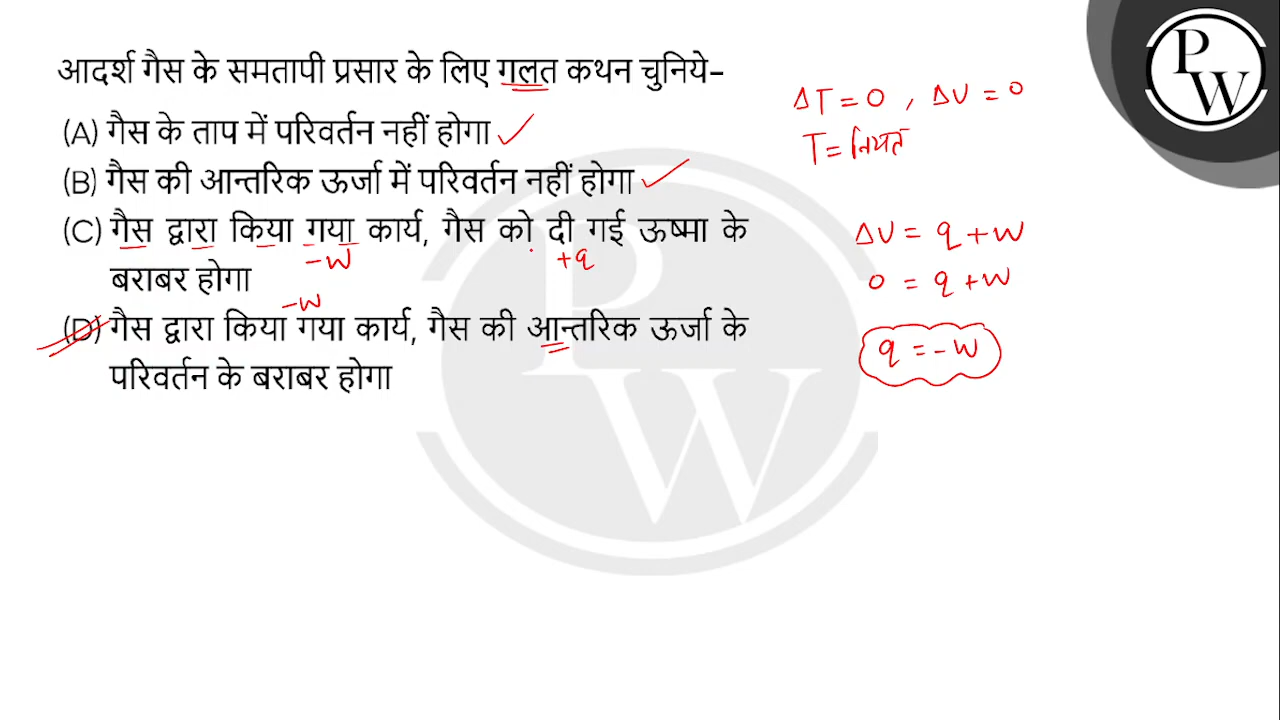 आदर्श गैस के समतापी प्रसार के लिए गलत कथन चुनिये-
(A) गैस के ताप में परिवर्तन नहीं होगा
(B) गैस की आन्तरिक ऊर्जा में परिवर्तन नहीं होगा
(C) गैस द्वारा किया गया कार्य, गैस को दी गई ऊष्मा के
-w +q
बराबर होगा
-w
(D) गैस द्वारा किया गया कार्य, गैस की आन्तरिक ऊर्जा के
परिवर्तन के बराबर होगा
ΔT = 0, ΔU = 0
T = नियत
ΔU = q + w
0 = q + w
q = -w
P
W
P
W